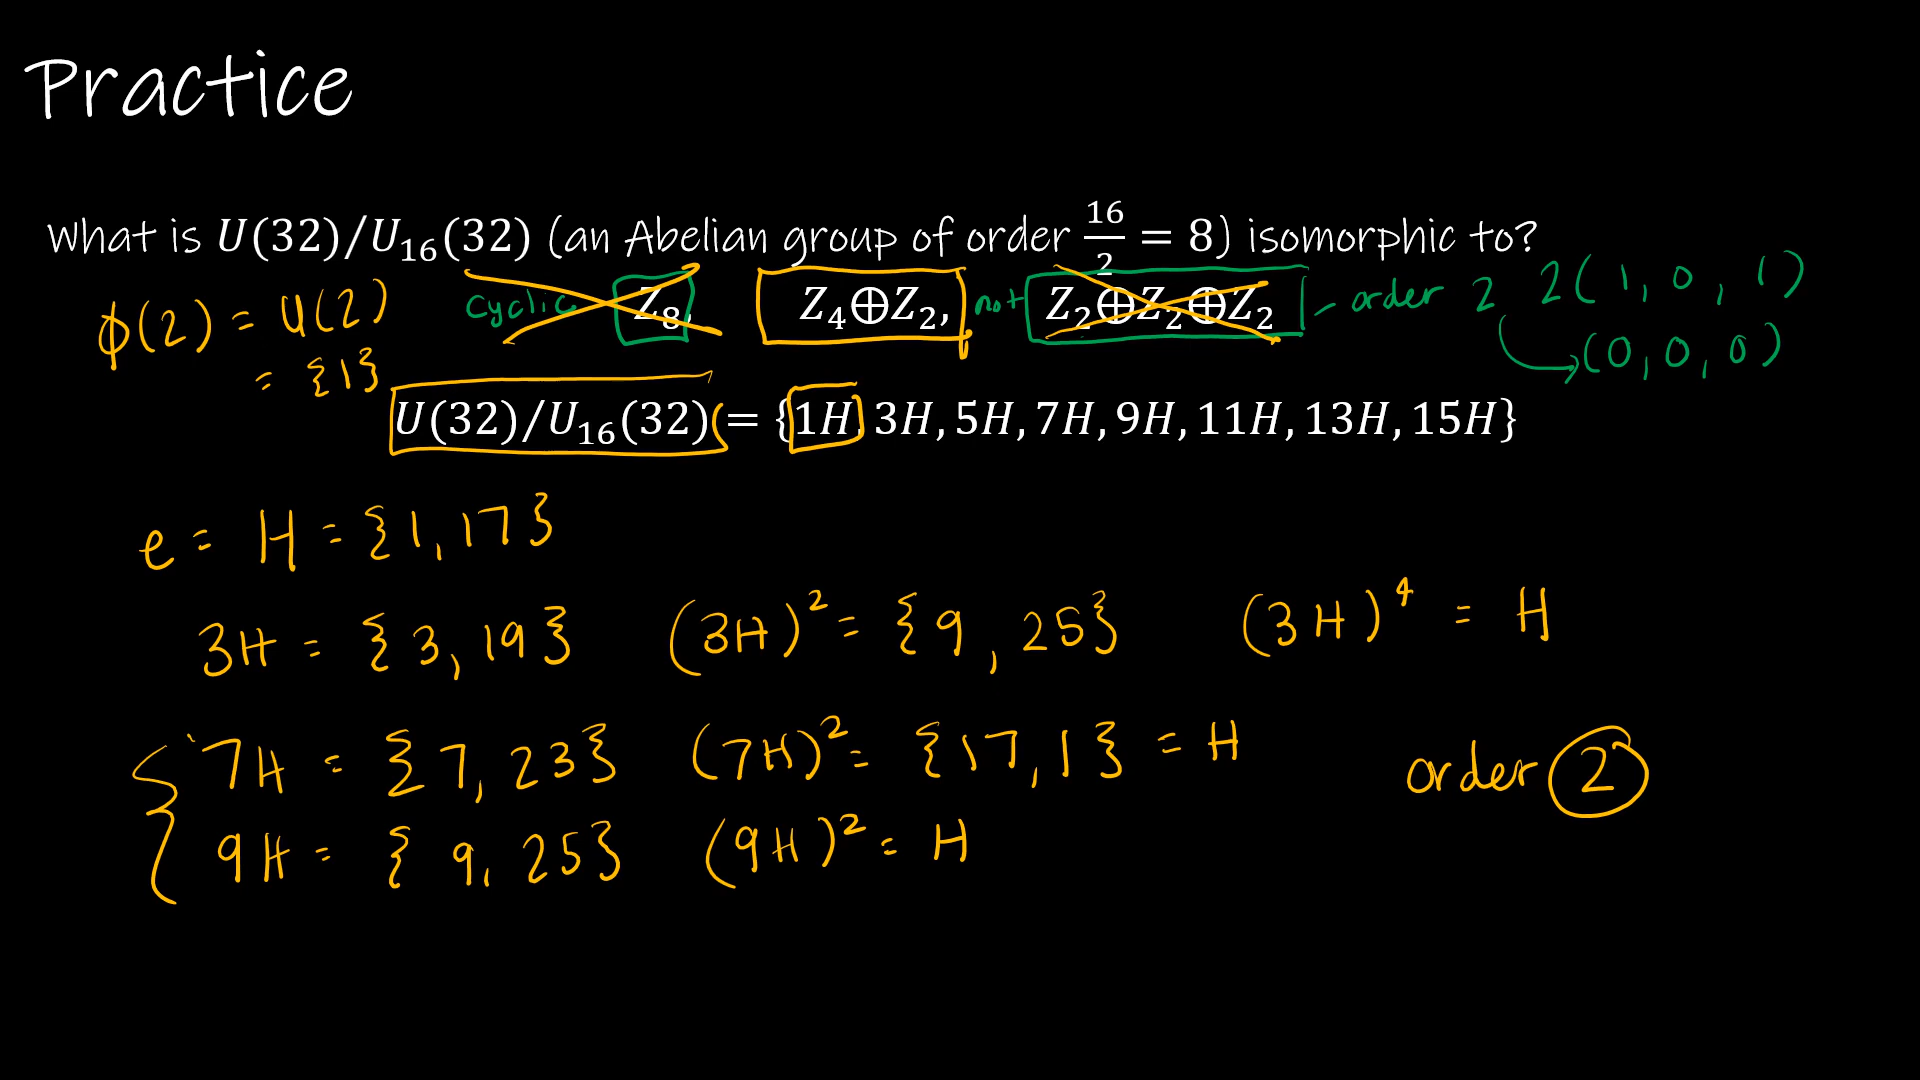 Practice
What is U(32)/U₁₆(32) (an Abelian group of order 16/2 = 8) isomorphic to?
cyclic Z₈, Z₄⊕Z₂, not Z₂⊕Z₂⊕Z₂ - order 2 2(1, 0, 1)
→(0, 0, 0)
ϕ(2) = U(2)
= {1}
U(32)/U₁₆(32) = {1H, 3H, 5H, 7H, 9H, 11H, 13H, 15H}
e = H = {1, 17}
3H = {3, 19} (3H)² = {9, 25} (3H)⁴ = H
7H = {7, 23} (7H)² = {17, 1} = H order 2
9H = {9, 25} (9H)² = H